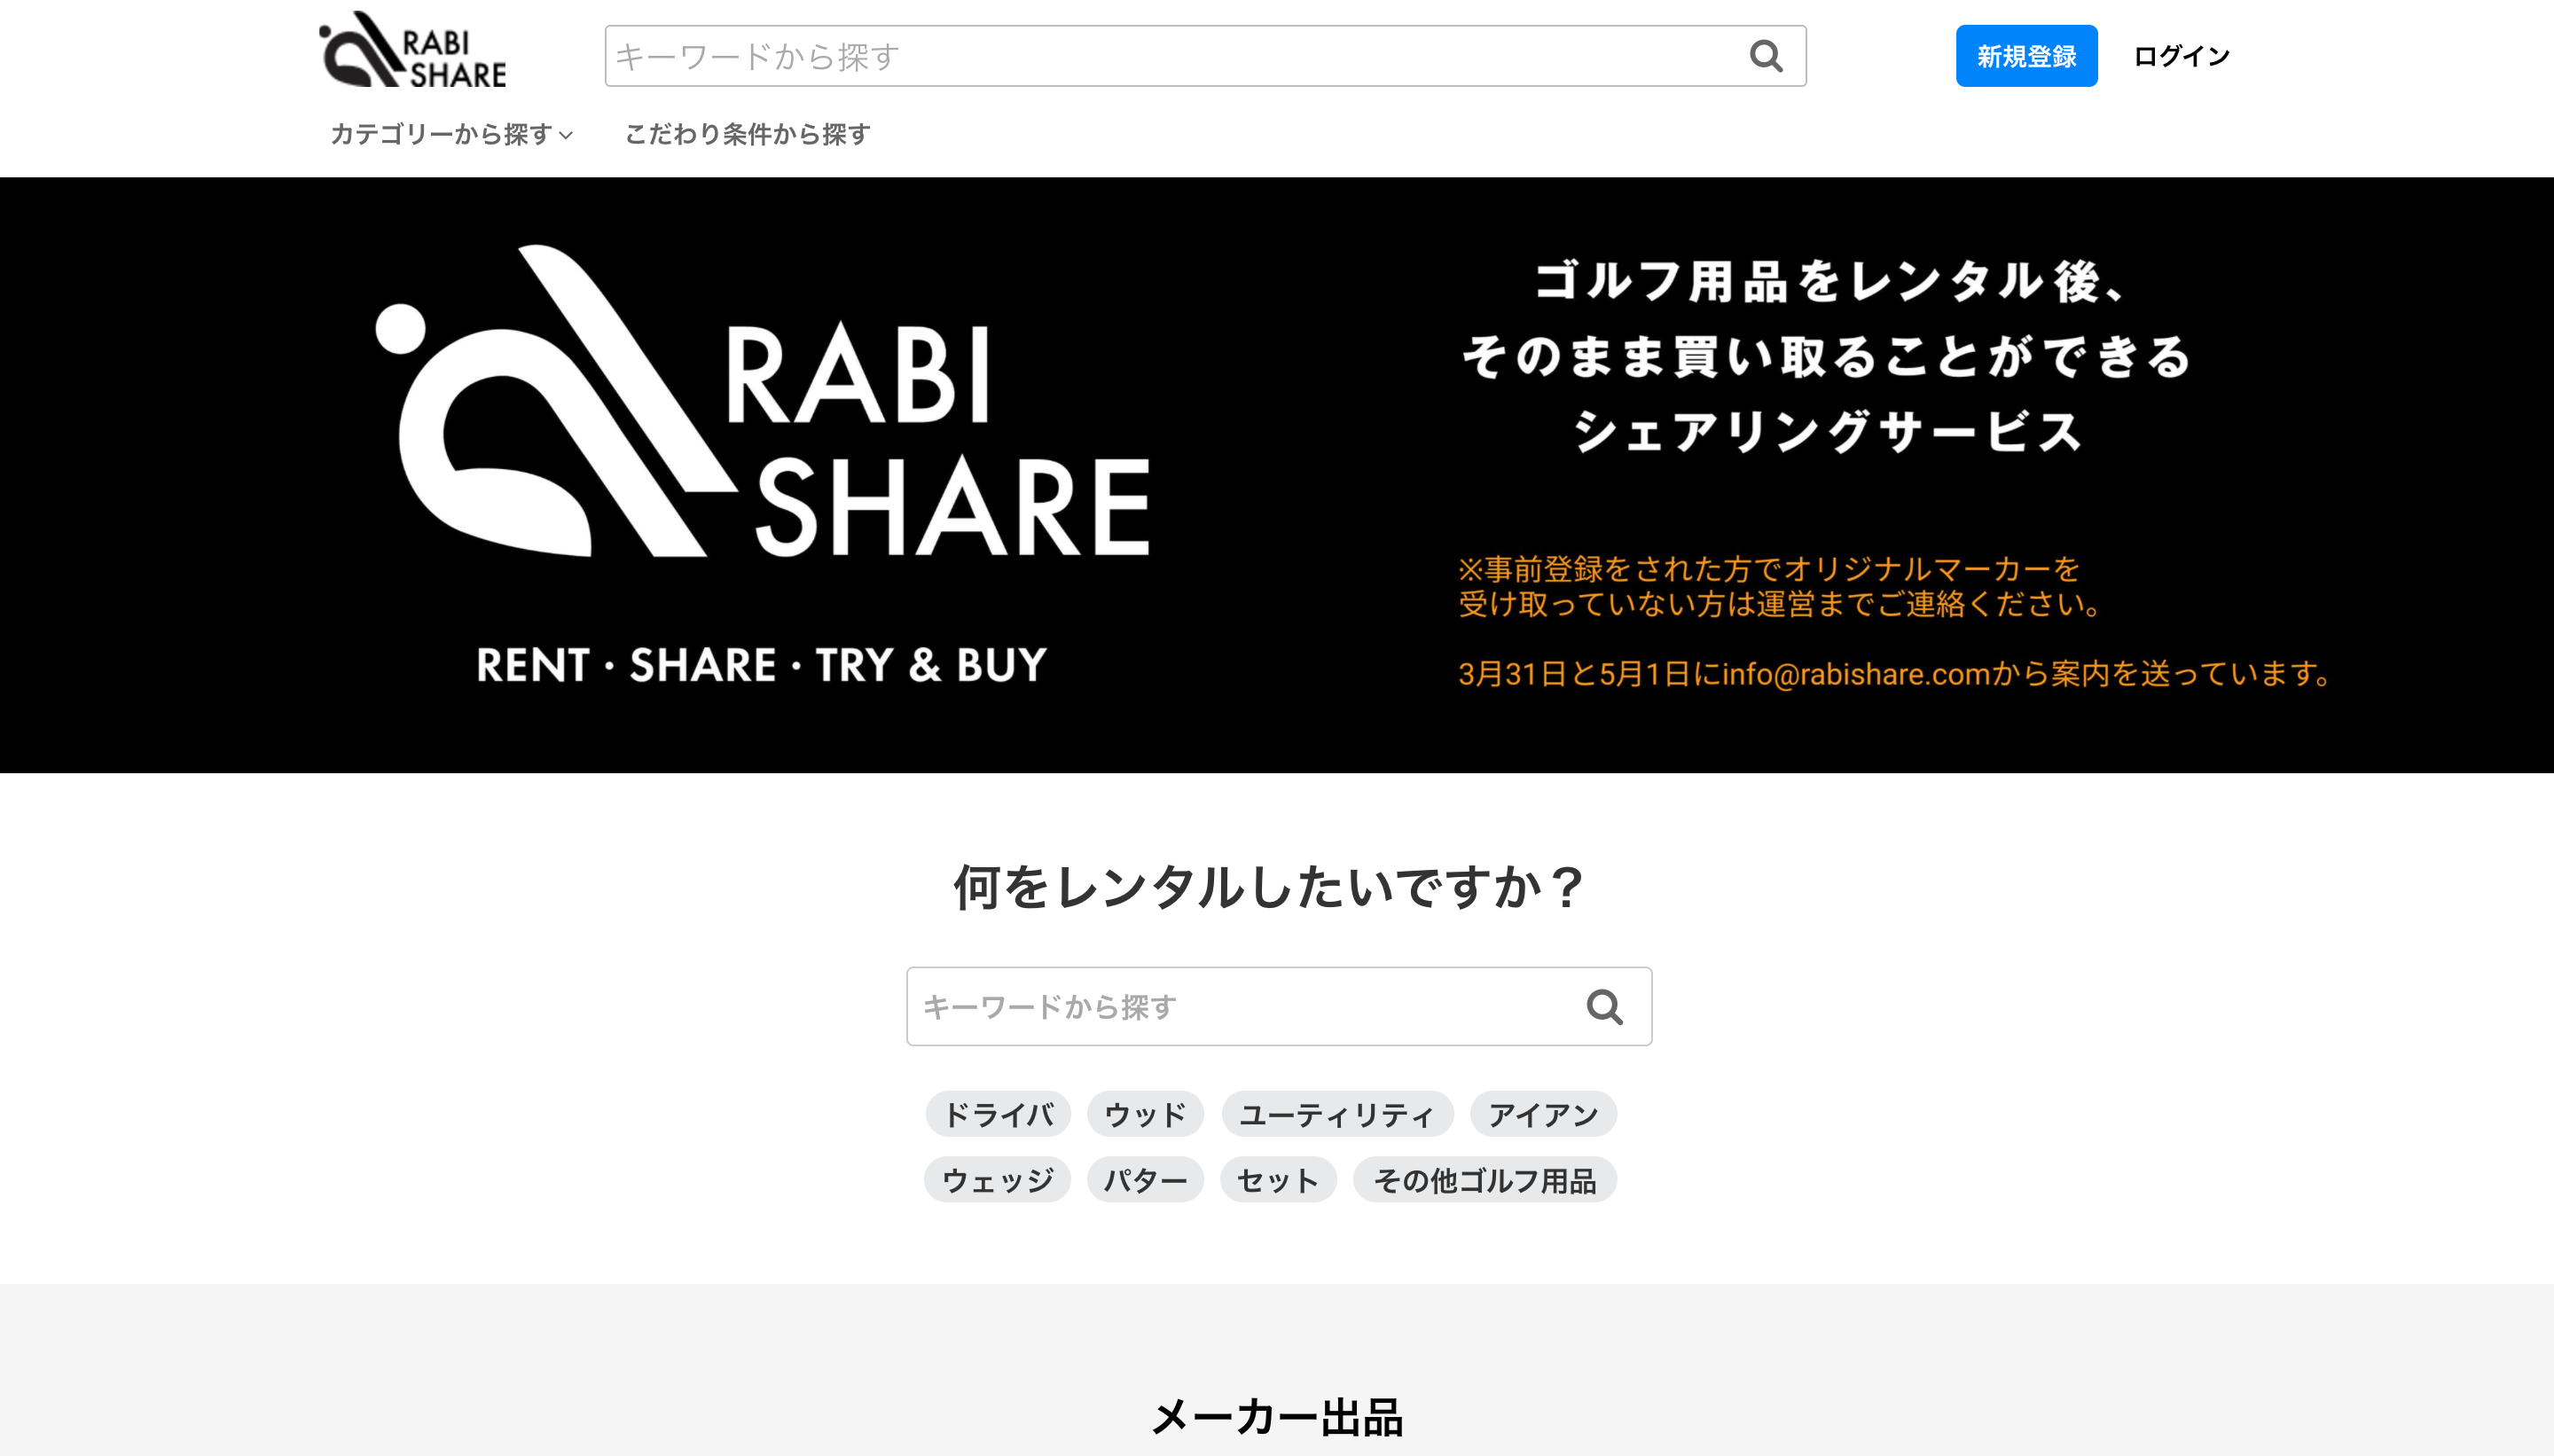 RABI
SHARE
キーワードから探す
新規登録
ログイン
カテゴリーから探す
こだわり条件から探す
RABI
SHARE
RENT・SHARE・TRY & BUY
ゴルフ用品をレンタル後、
そのまま買い取ることができる
シェアリングサービス
※事前登録をされた方でオリジナルマーカーを
受け取っていない方は運営までご連絡ください。
3月31日と5月1日にinfo@rabishare.comから案内を送っています。
何をレンタルしたいですか？
キーワードから探す
ドライバ
ウッド
ユーティリティ
アイアン
ウェッジ
パター
セット
その他ゴルフ用品
メーカー出品